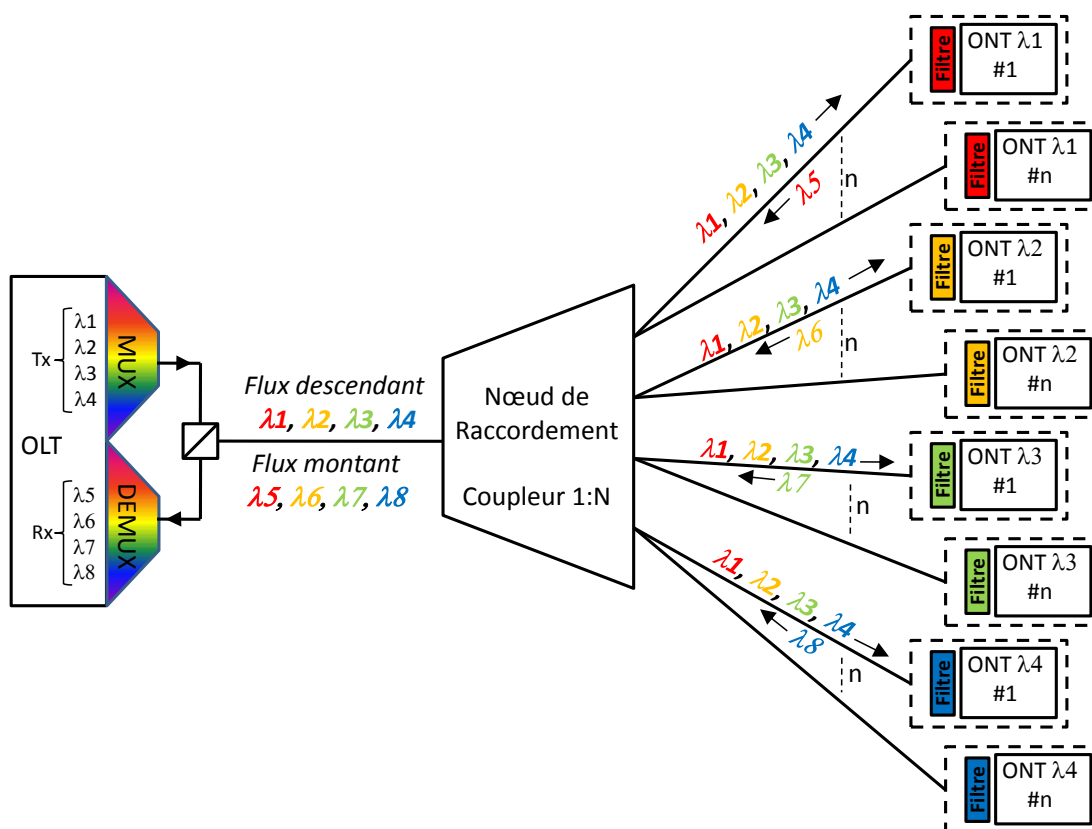 OLT
Tx
λ1
λ2
λ3
λ4
MUX
Rx
λ5
λ6
λ7
λ8
DEMUX
Flux descendant
λ1, λ2, λ3, λ4
Flux montant
λ5, λ6, λ7, λ8
Nœud de
Raccordement
Coupleur 1:N
λ1, λ2, λ3, λ4
λ5
n
λ1, λ2, λ3, λ4
λ6
n
λ1, λ2, λ3, λ4
λ7
n
λ1, λ2, λ3, λ4
λ8
n
Filtre
ONT λ1
#1
Filtre
ONT λ1
#n
Filtre
ONT λ2
#1
Filtre
ONT λ2
#n
Filtre
ONT λ3
#1
Filtre
ONT λ3
#n
Filtre
ONT λ4
#1
Filtre
ONT λ4
#n